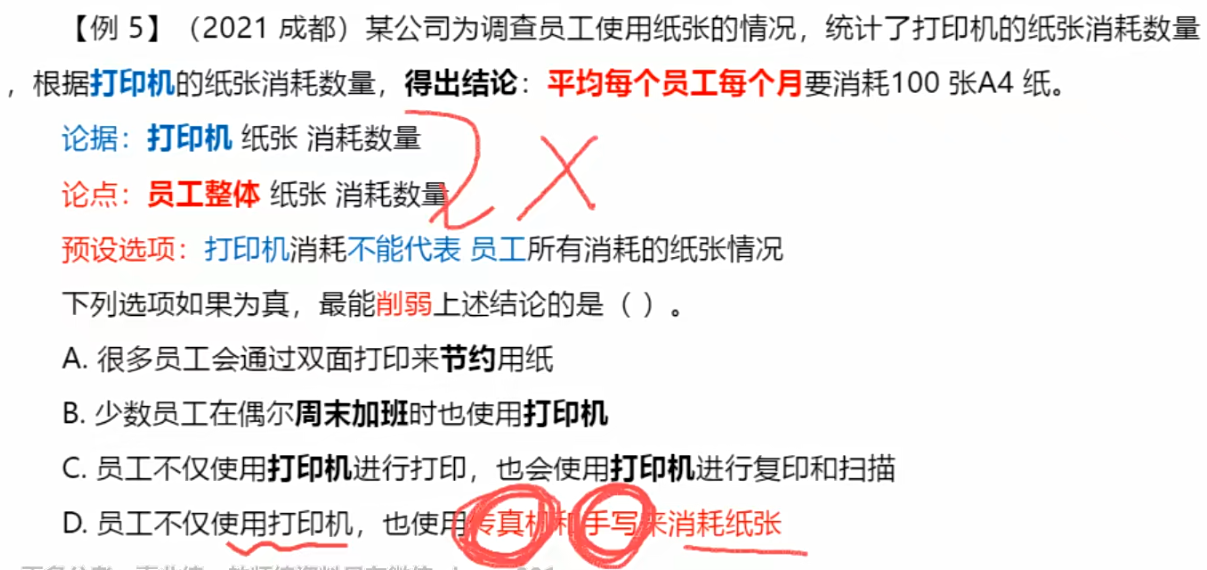 【例 5】（2021 成都）某公司为调查员工使用纸张的情况，统计了打印机的纸张消耗数量
，根据打印机的纸张消耗数量，得出结论：平均每个员工每个月要消耗100 张A4 纸。
论据：打印机 纸张 消耗数量
论点：员工整体 纸张 消耗数量
预设选项：打印机消耗不能代表 员工所有消耗的纸张情况
下列选项如果为真，最能削弱上述结论的是（ ）。
A. 很多员工会通过双面打印来节约用纸
B. 少数员工在偶尔周末加班时也使用打印机
C. 员工不仅使用打印机进行打印，也会使用打印机进行复印和扫描
D. 员工不仅使用打印机，也使用传真机和手写来消耗纸张